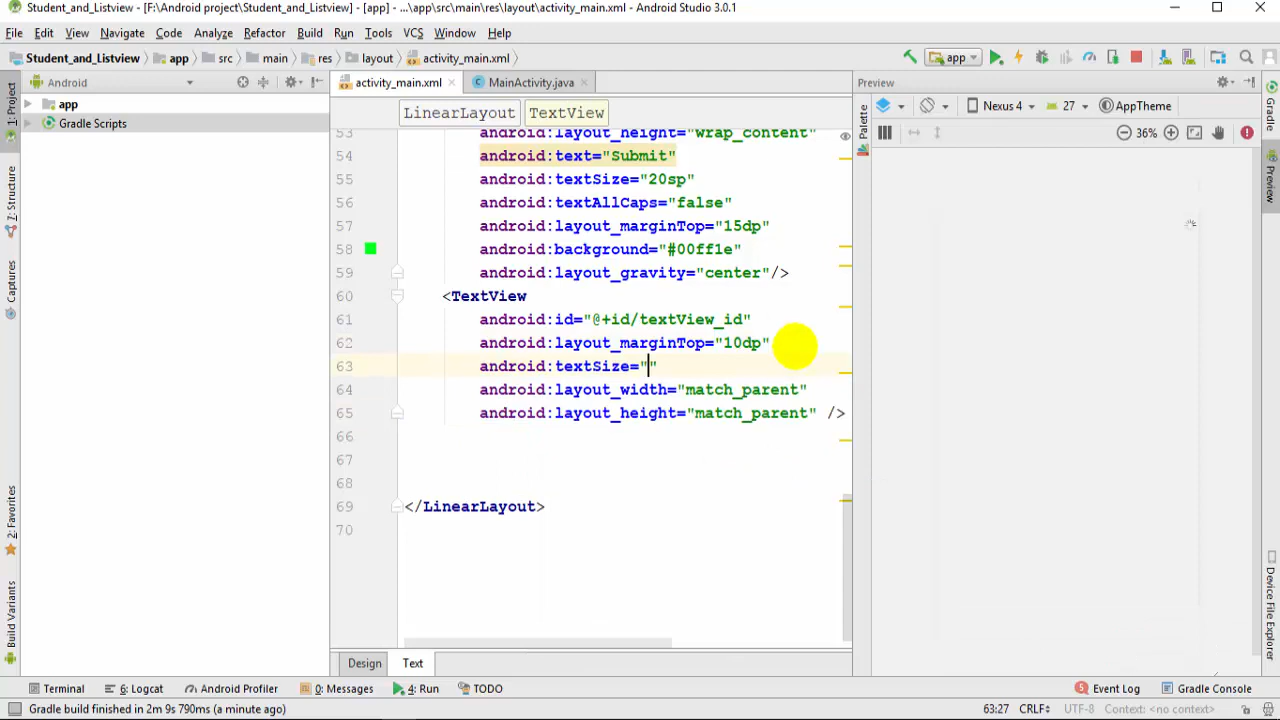 Student_and_Listview - [F:\Android project\Student_and_Listview] - [app] - ...\app\src\main\res\layout\activity_main.xml - Android Studio 3.0.1
File Edit View Navigate Code Analyze Refactor Build Run Tools VCS Window Help
Student_and_Listview app src main res layout activity_main.xml app
Android activity_main.xml MainActivity.java Preview
1: Project
2: Structure
Captures
2: Favorites
Build Variants
app
Gradle Scripts
LinearLayout TextView
53 android:layout_height="wrap_content"
54 android:text="Submit"
55 android:textSize="20sp"
56 android:textAllCaps="false"
57 android:layout_marginTop="15dp"
58 android:background="#00ff1e"
59 android:layout_gravity="center"/>
60 <TextView
61 android:id="@+id/textView_id"
62 android:layout_marginTop="10dp"
63 android:textSize=""
64 android:layout_width="match_parent"
65 android:layout_height="match_parent" />
66
67
68
69 </LinearLayout>
70
Design Text
Palette
Nexus 4 27 AppTheme
36%
Gradle
Preview
Device File Explorer
Terminal 6: Logcat Android Profiler 0: Messages 4: Run TODO Event Log Gradle Console
Gradle build finished in 2m 9s 790ms (a minute ago) 63:27 CRLF UTF-8 Context: <no context>